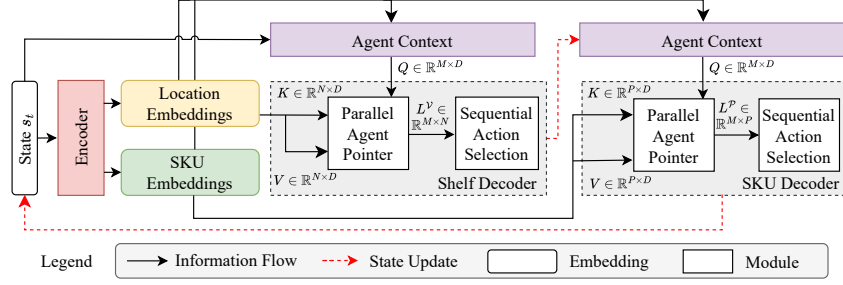 Agent Context
Agent Context
Q ∈ ℝ^{M×D}
Q ∈ ℝ^{M×D}
State s_t
Encoder
Location
Embeddings
SKU
Embeddings
K ∈ ℝ^{N×D}
Parallel
Agent
Pointer
L^𝒱 ∈
ℝ^{M×N}
Sequential
Action
Selection
V ∈ ℝ^{N×D}
Shelf Decoder
K ∈ ℝ^{P×D}
Parallel
Agent
Pointer
L^𝒫 ∈
ℝ^{M×P}
Sequential
Action
Selection
V ∈ ℝ^{P×D}
SKU Decoder
Legend
Information Flow
State Update
Embedding
Module